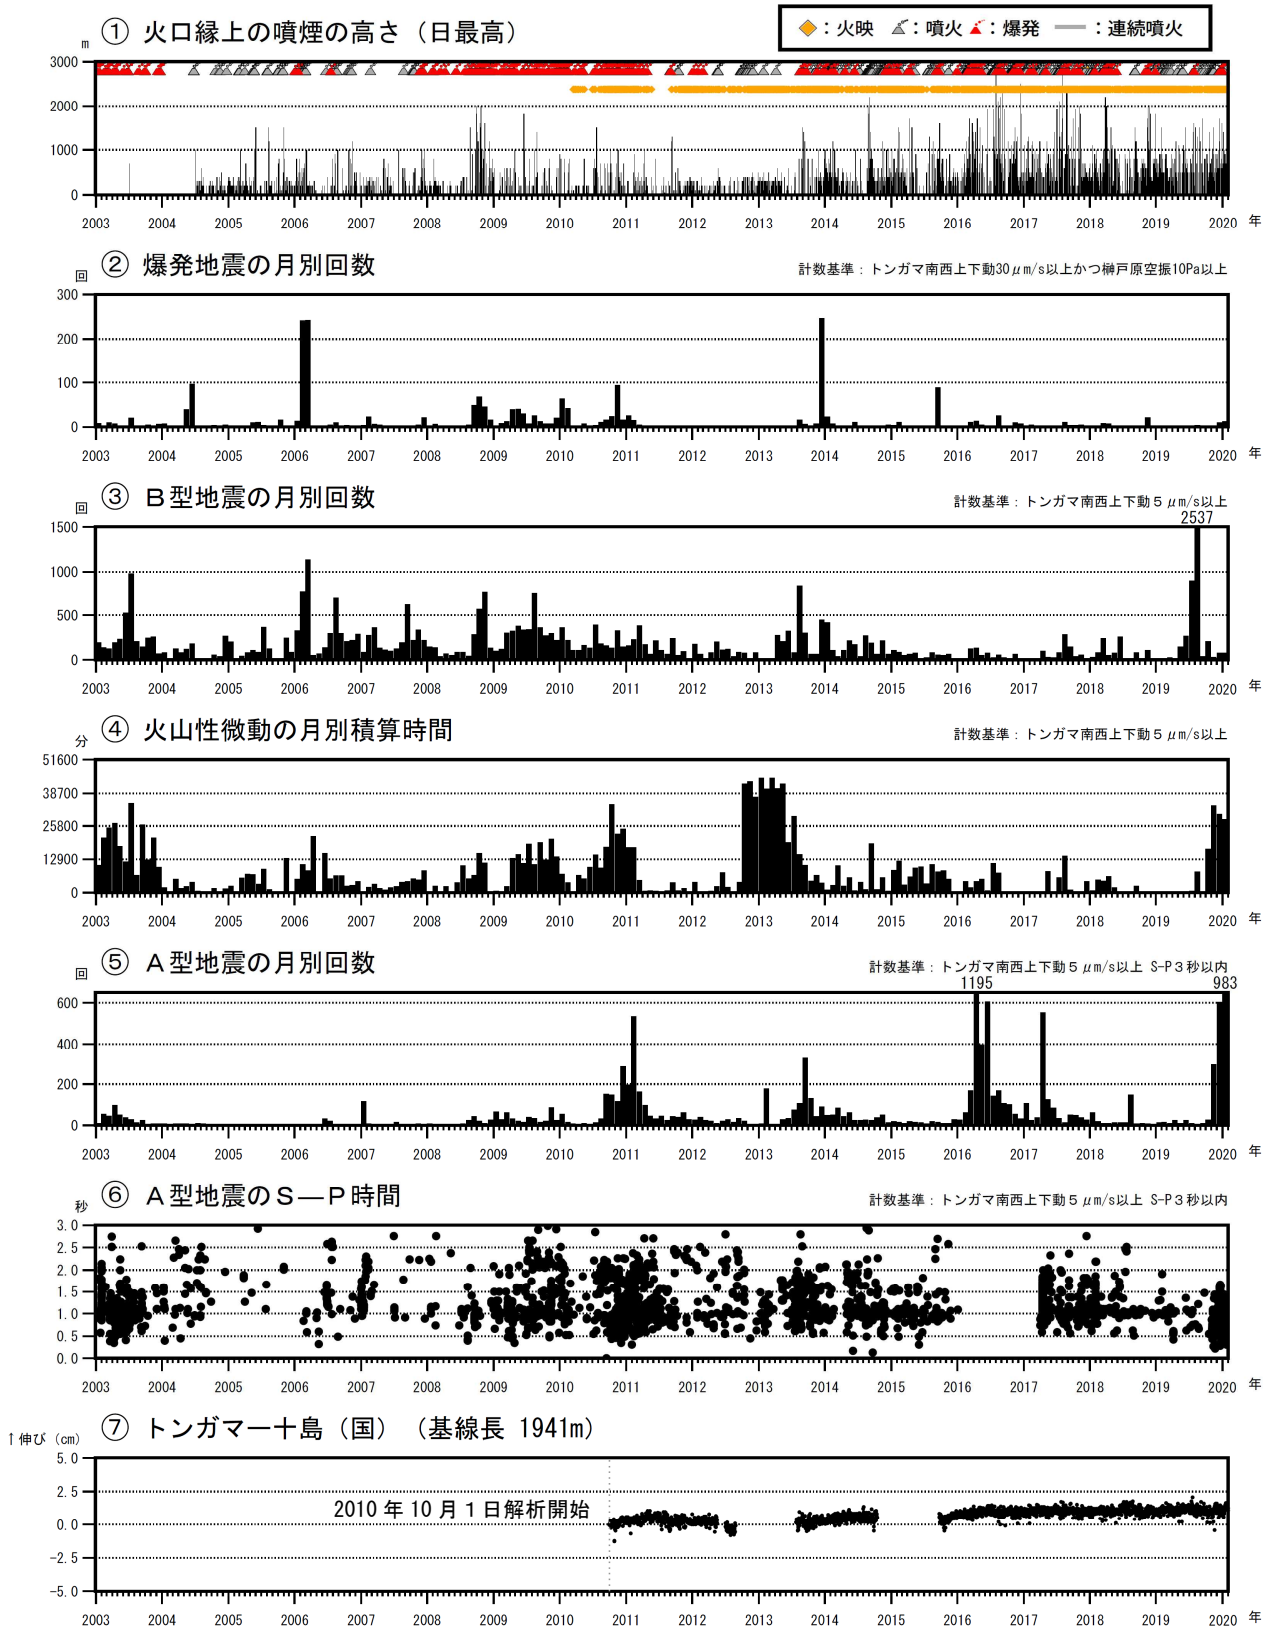 ① 火口縁上の噴煙の高さ（日最高）
：火映 ：噴火 ：爆発 ：連続噴火
m
3000
2000
1000
0
2003 2004 2005 2006 2007 2008 2009 2010 2011 2012 2013 2014 2015 2016 2017 2018 2019 2020 年
② 爆発地震の月別回数
回
計数基準：トンガマ南西上下動30μm/s以上かつ榊戸原空振10Pa以上
300
200
100
0
2003 2004 2005 2006 2007 2008 2009 2010 2011 2012 2013 2014 2015 2016 2017 2018 2019 2020 年
③ Ｂ型地震の月別回数
回
計数基準：トンガマ南西上下動５μm/s以上
2537
1500
1000
500
0
2003 2004 2005 2006 2007 2008 2009 2010 2011 2012 2013 2014 2015 2016 2017 2018 2019 2020 年
④ 火山性微動の月別積算時間
分
計数基準：トンガマ南西上下動５μm/s以上
51600
38700
25800
12900
0
2003 2004 2005 2006 2007 2008 2009 2010 2011 2012 2013 2014 2015 2016 2017 2018 2019 2020 年
⑤ Ａ型地震の月別回数
回
計数基準：トンガマ南西上下動５μm/s以上 S-P３秒以内
1195 983
600
400
200
0
2003 2004 2005 2006 2007 2008 2009 2010 2011 2012 2013 2014 2015 2016 2017 2018 2019 2020 年
⑥ Ａ型地震のＳ―Ｐ時間
秒
計数基準：トンガマ南西上下動５μm/s以上 S-P３秒以内
3.0
2.5
2.0
1.5
1.0
0.5
0.0
2003 2004 2005 2006 2007 2008 2009 2010 2011 2012 2013 2014 2015 2016 2017 2018 2019 2020 年
⑦ トンガマー十島（国）（基線長 1941m）
↑伸び（cm）
5.0
2.5
0.0
-2.5
-5.0
2010 年 10 月 1 日解析開始
2003 2004 2005 2006 2007 2008 2009 2010 2011 2012 2013 2014 2015 2016 2017 2018 2019 2020 年